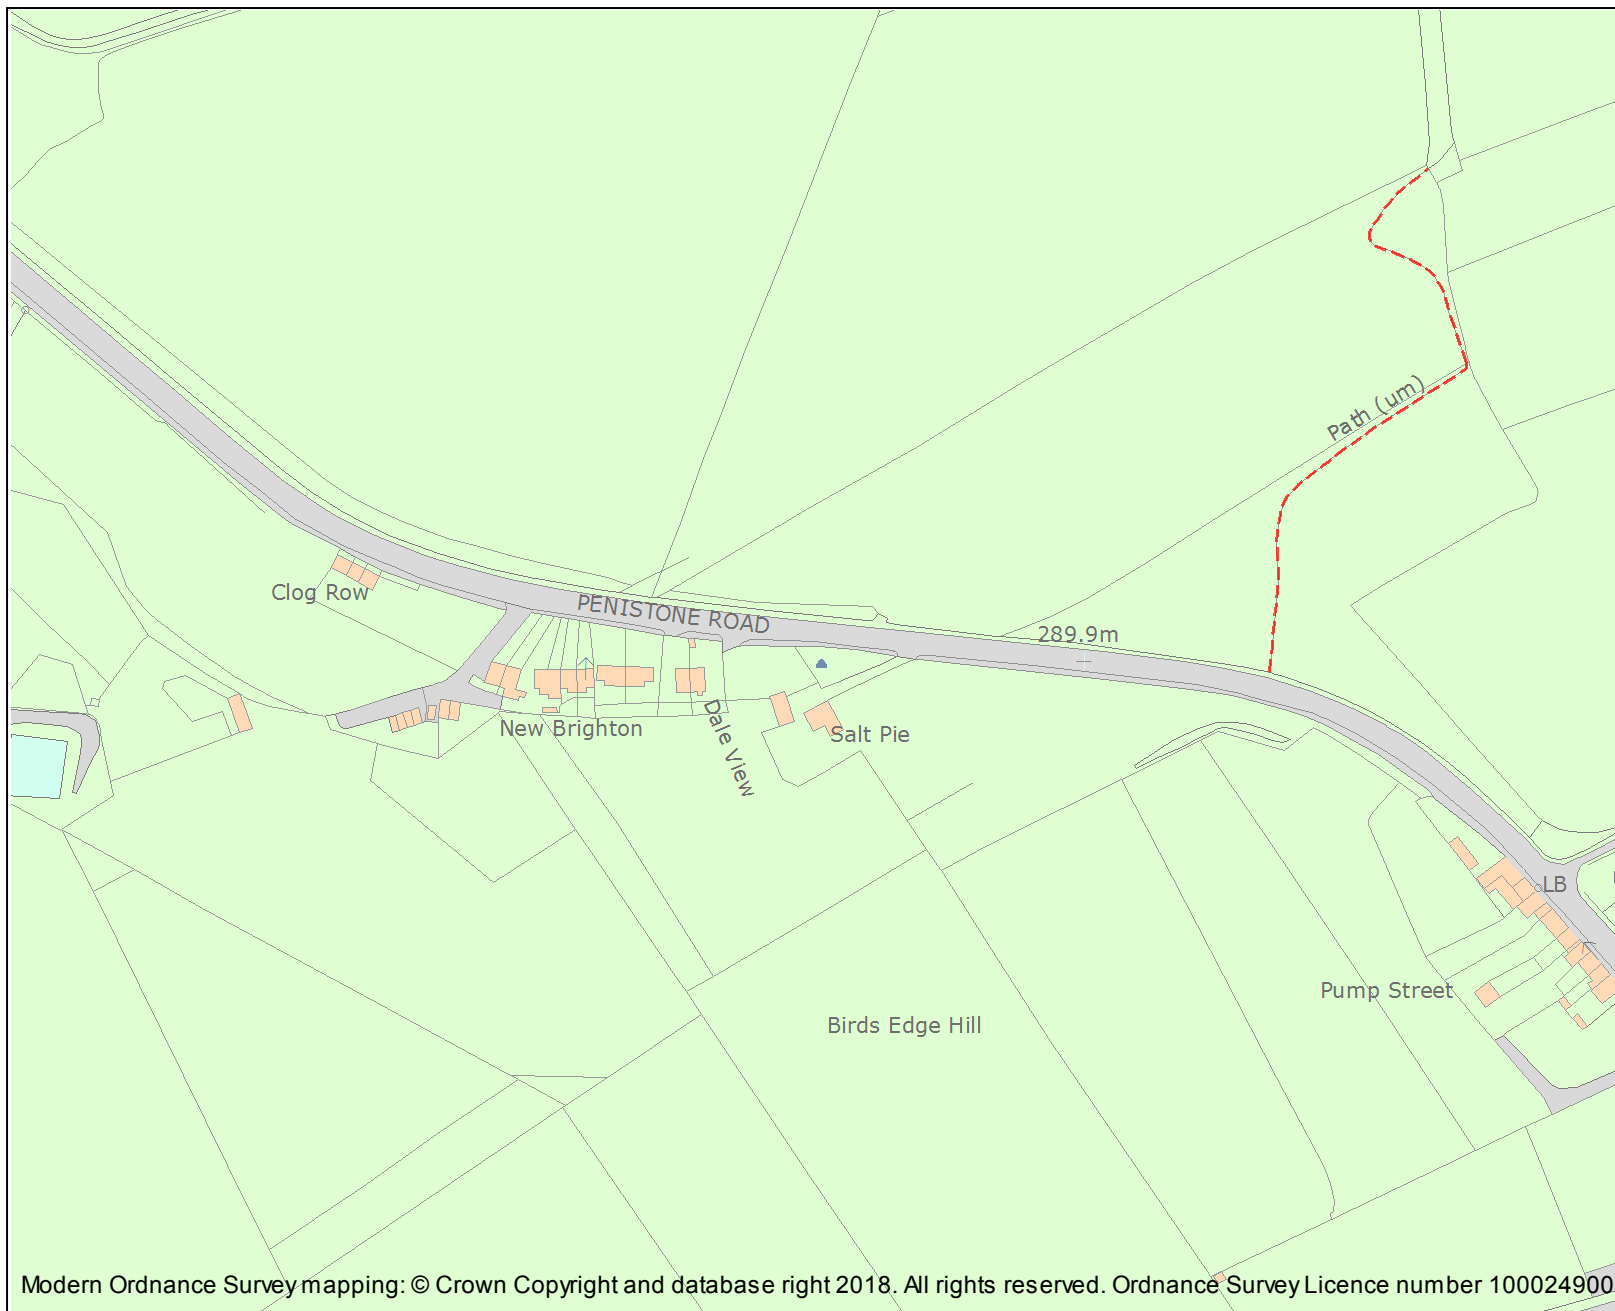 Path (um)
Clog Row
PENISTONE ROAD
289.9m
New Brighton
Dale View
Salt Pie
LB
Pump Street
Birds Edge Hill
Modern Ordnance Survey mapping: © Crown Copyright and database right 2018. All rights reserved. Ordnance Survey Licence number 100024900